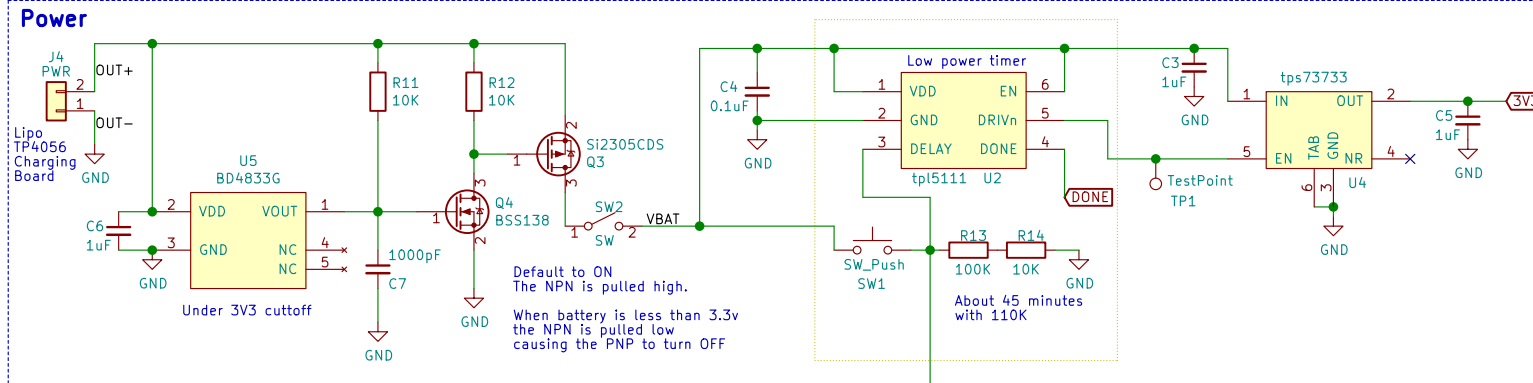 Power
J4
PWR
OUT+
2
1
OUT-
Lipo
TP4056
Charging
Board
GND
U5
BD4833G
2
VDD
VOUT
1
3
GND
NC
4
NC
5
C6
1uF
GND
Under 3V3 cuttoff
R11
10K
R12
10K
1000pF
C7
GND
1
2
3
Si2305CDS
Q3
1
3
2
Q4
BSS138
GND
SW2
1
2
SW
VBAT
Default to ON
The NPN is pulled high.
When battery is less than 3.3v
the NPN is pulled low
causing the PNP to turn OFF
C4
0.1uF
GND
Low power timer
1
VDD
EN
6
2
GND
DRIVn
5
3
DELAY
DONE
4
tpl5111
U2
DONE
SW_Push
SW1
R13
100K
R14
10K
GND
About 45 minutes
with 110K
TestPoint
TP1
C3
1uF
GND
tps73733
1
IN
OUT
2
5
EN
TAB
GND
NR
4
6
3
U4
GND
3V3
C5
1uF
GND